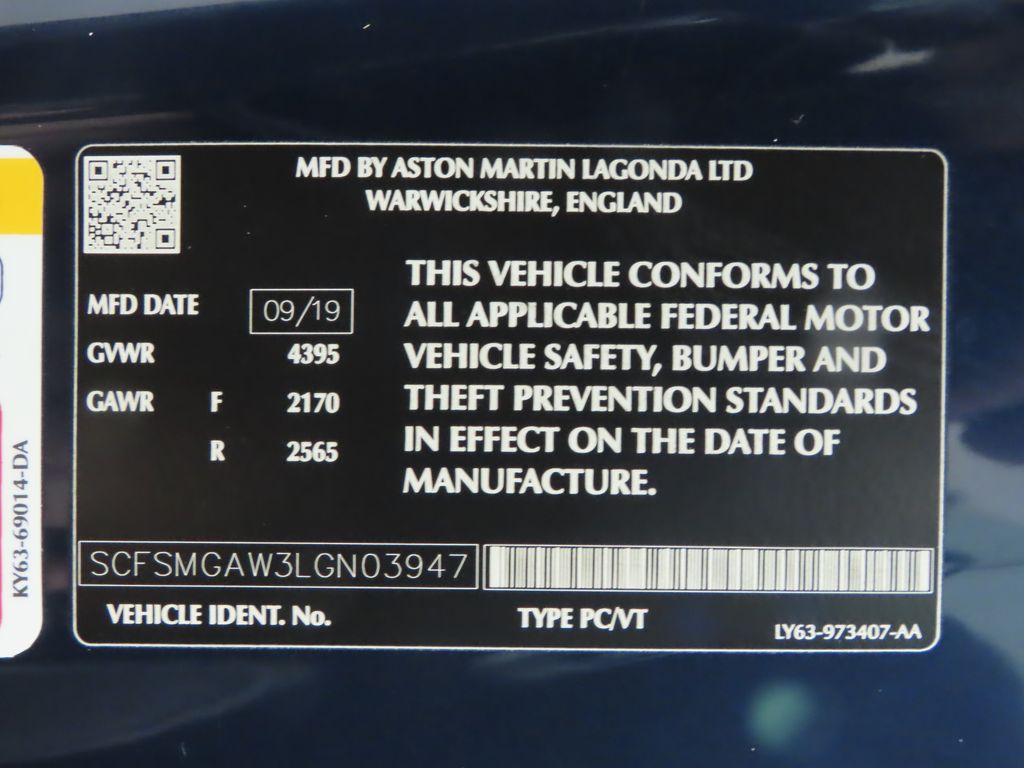 MFD BY ASTON MARTIN LAGONDA LTD
WARWICKSHIRE, ENGLAND
THIS VEHICLE CONFORMS TO
ALL APPLICABLE FEDERAL MOTOR
VEHICLE SAFETY, BUMPER AND
THEFT PREVENTION STANDARDS
IN EFFECT ON THE DATE OF
MANUFACTURE.
MFD DATE 09/19
GVWR 4395
GAWR F 2170
R 2565
SCFSMGAW3LGN03947
VEHICLE IDENT. No. TYPE PC/VT
LY63-973407-AA
KY63-69014-DA